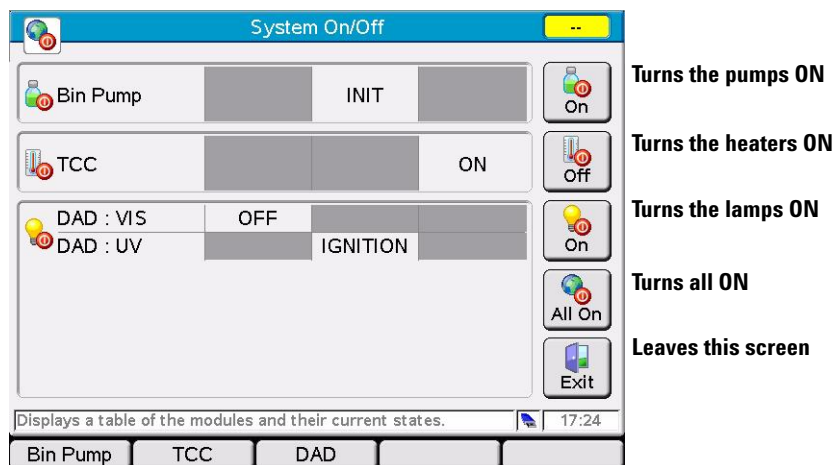 System On/Off
--
Bin Pump INIT
On
Turns the pumps ON
TCC ON
Off
Turns the heaters ON
DAD : VIS OFF
DAD : UV IGNITION
On
Turns the lamps ON
All On
Turns all ON
Exit
Leaves this screen
Displays a table of the modules and their current states.
17:24
Bin Pump TCC DAD